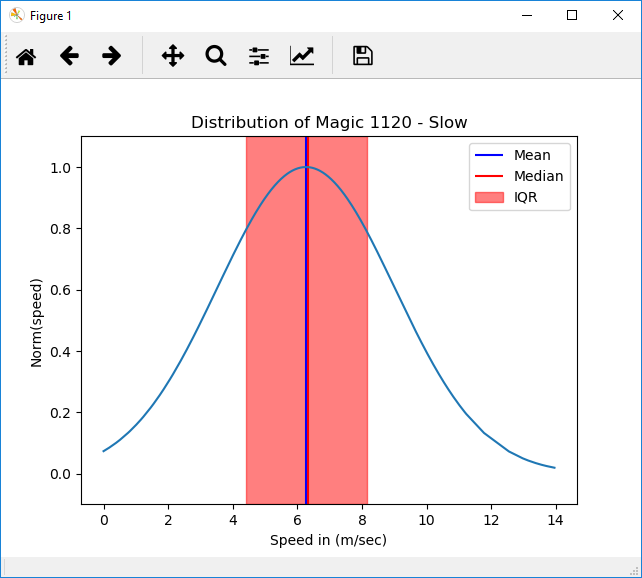 Figure 1
Distribution of Magic 1120 - Slow
Mean
Median
IQR
1.0
0.8
0.6
0.4
0.2
0.0
Norm(speed)
0 2 4 6 8 10 12 14
Speed in (m/sec)